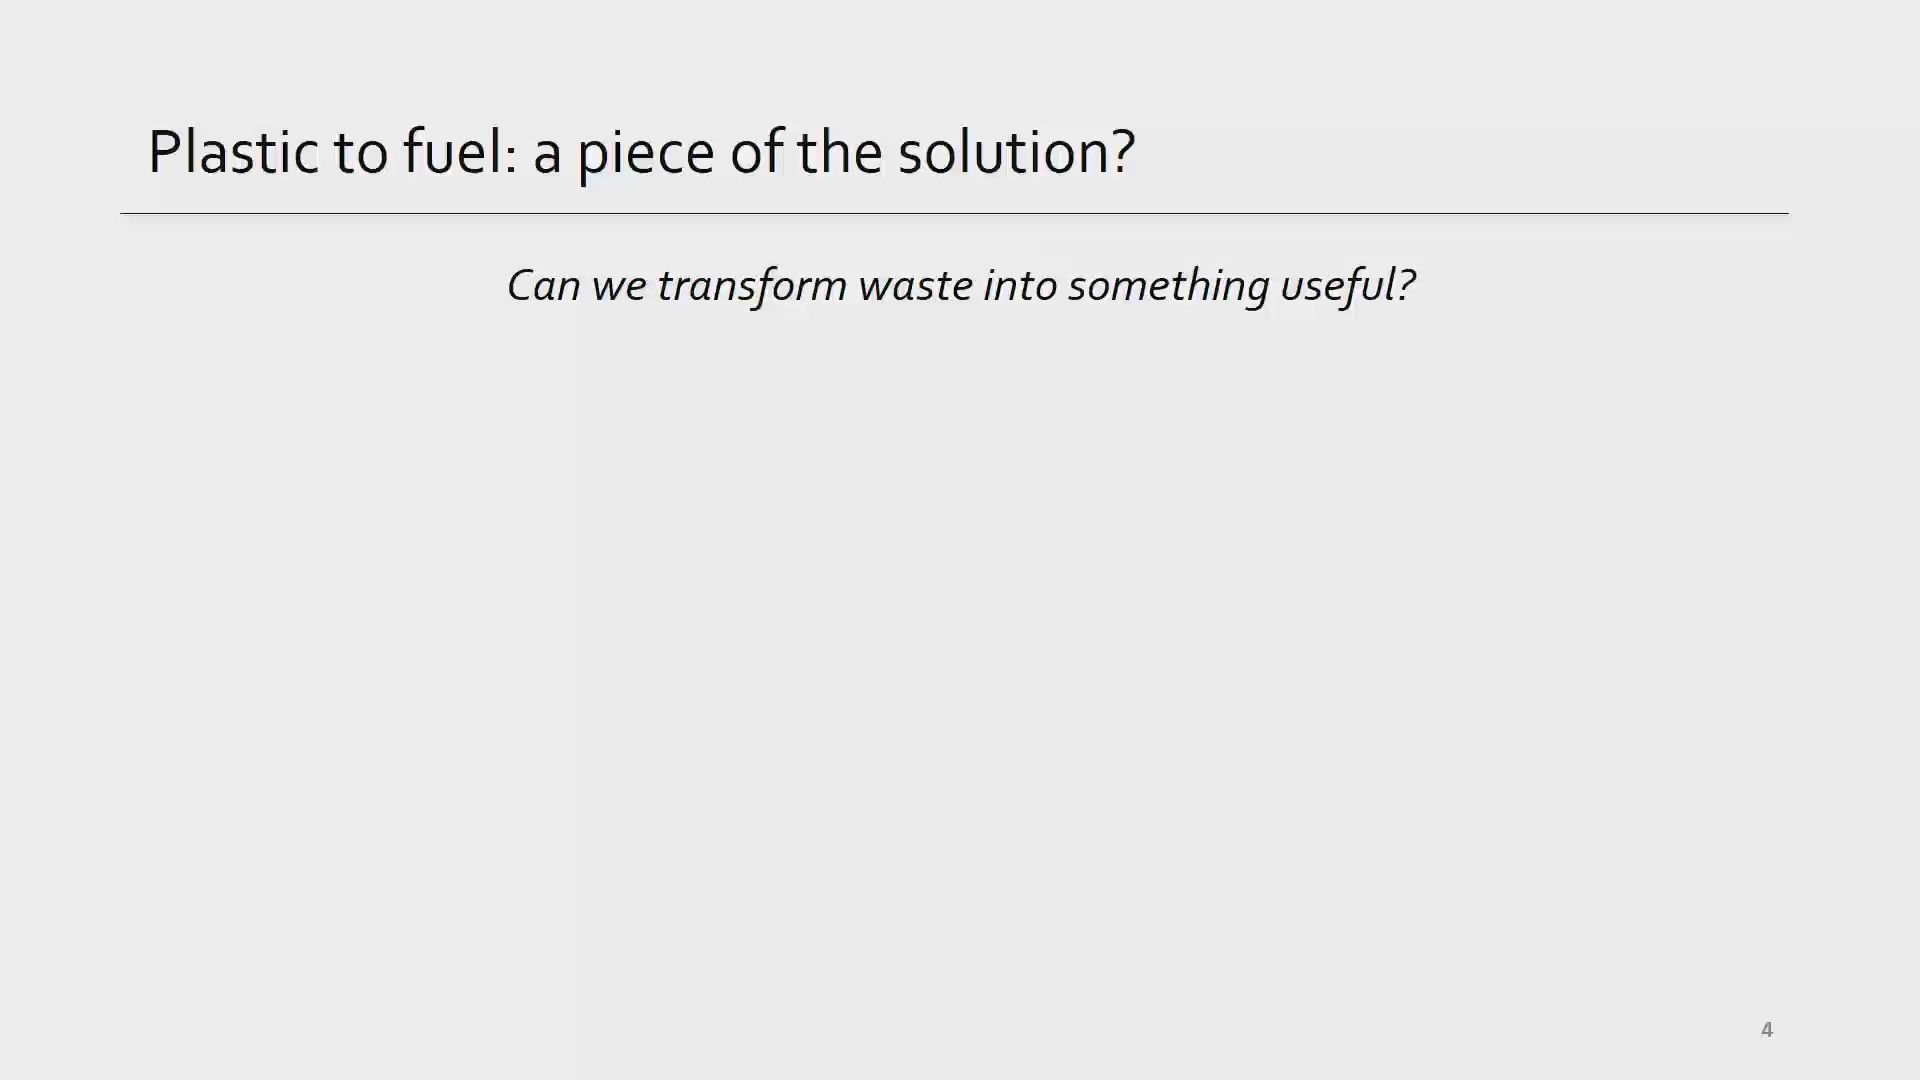 Plastic to fuel: a piece of the solution?
Can we transform waste into something useful?
4